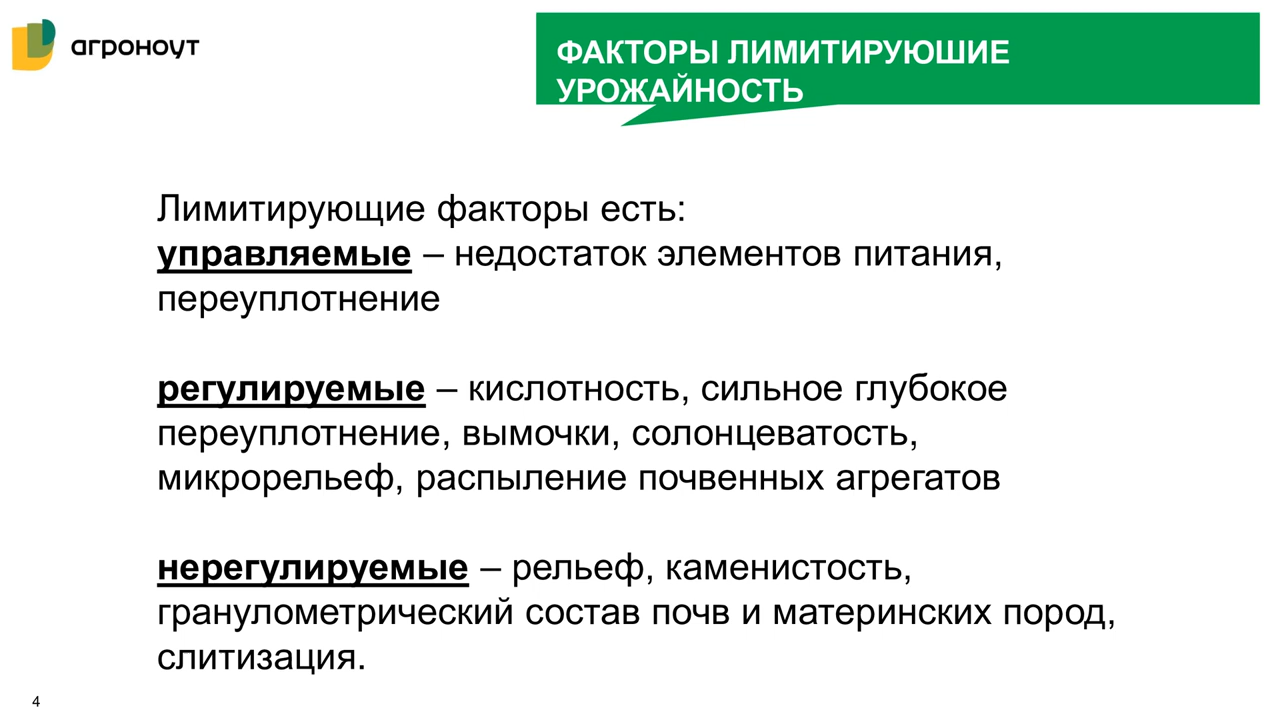 агроноут
ФАКТОРЫ ЛИМИТИРУЮШИЕ
УРОЖАЙНОСТЬ
Лимитирующие факторы есть:
управляемые – недостаток элементов питания,
переуплотнение
регулируемые – кислотность, сильное глубокое
переуплотнение, вымочки, солонцеватость,
микрорельеф, распыление почвенных агрегатов
нерегулируемые – рельеф, каменистость,
гранулометрический состав почв и материнских пород,
слитизация.
4